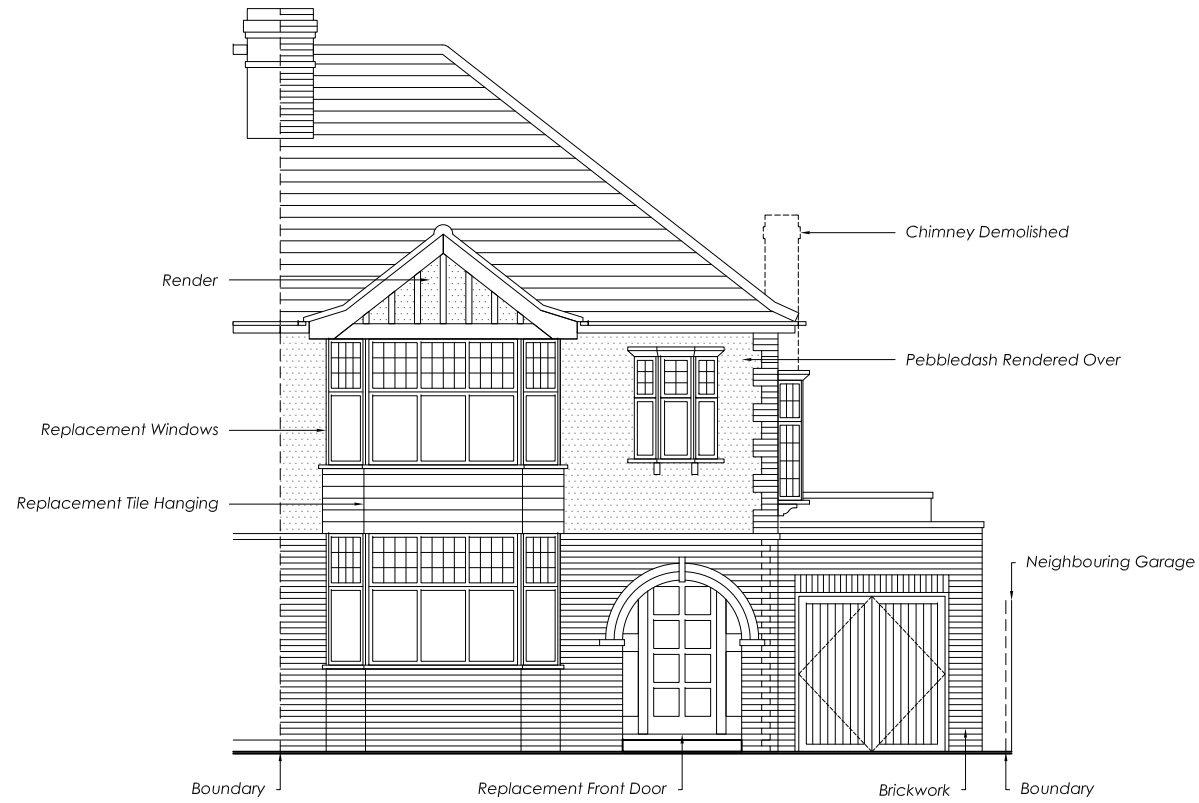 Chimney Demolished
Render
Pebbledash Rendered Over
Replacement Windows
Replacement Tile Hanging
Neighbouring Garage
Boundary
Replacement Front Door
Brickwork
Boundary